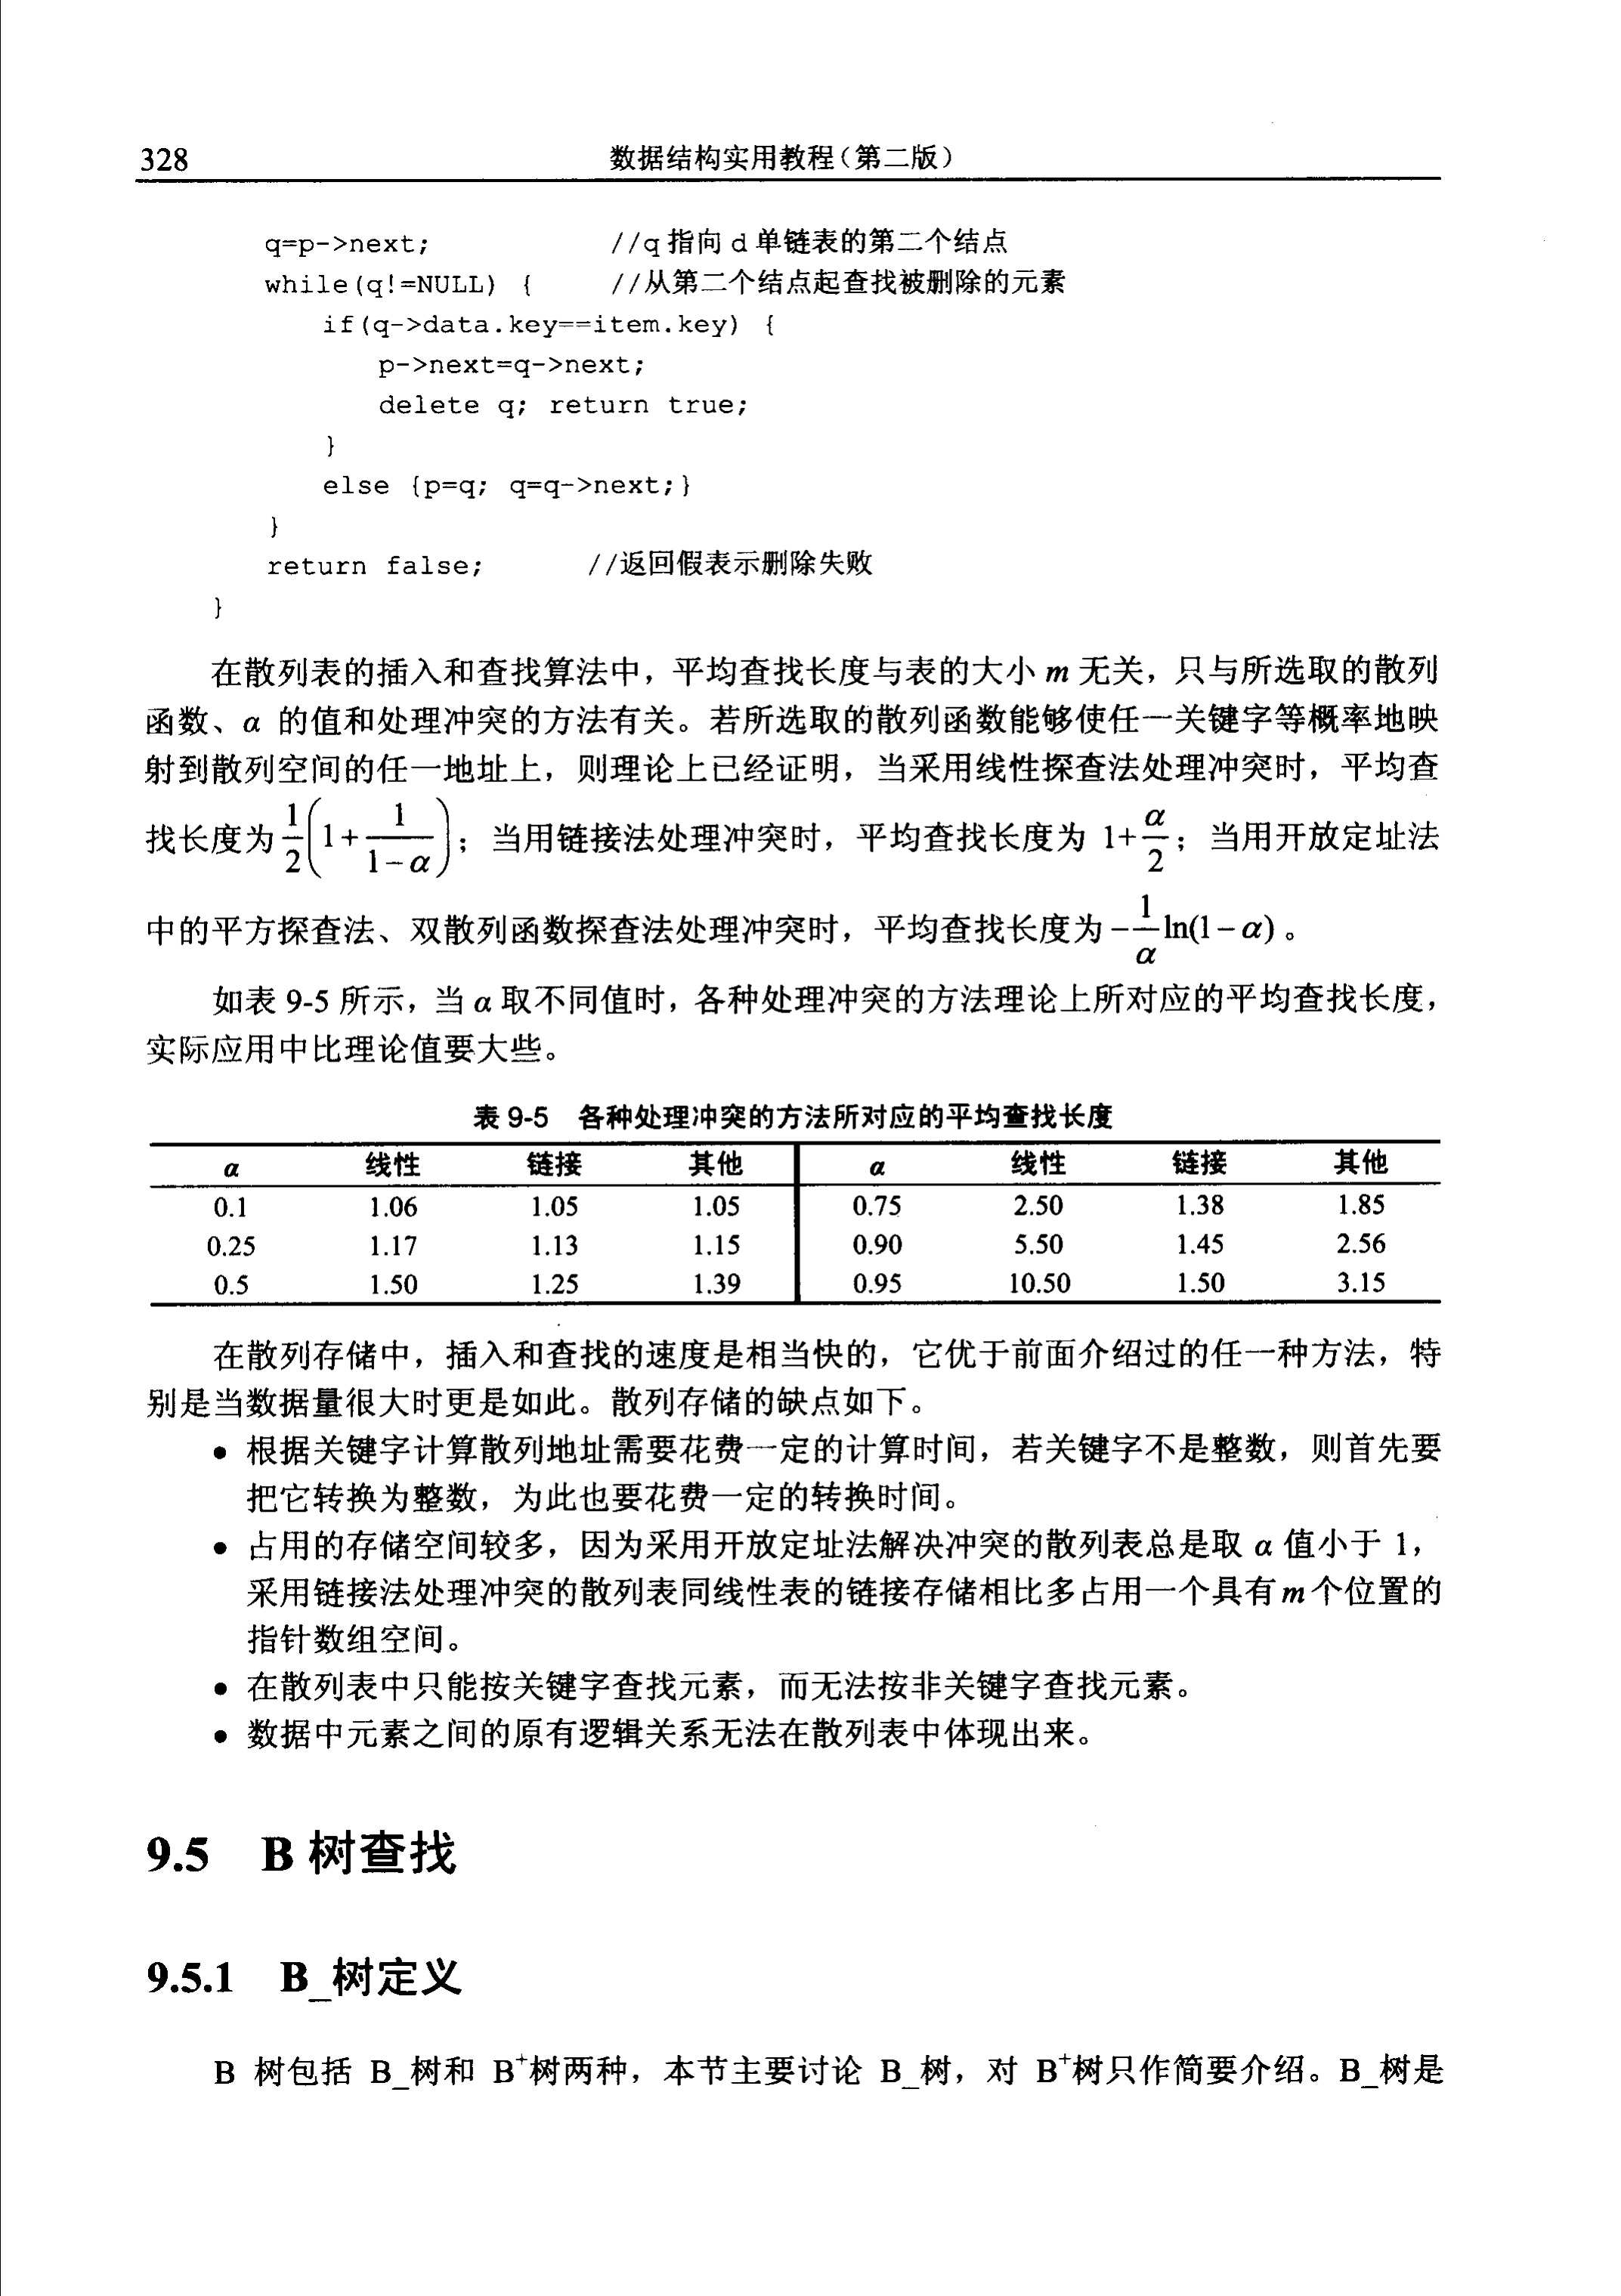 328 数据结构实用教程(第二版)
q=p->next; //q指向d单链表的第二个结点
while(q!=NULL) { //从第二个结点起查找被删除的元素
if(q->data.key==item.key) {
p->next=q->next;
delete q; return true;
}
else {p=q; q=q->next;}
}
return false; //返回假表示删除失败
}
在散列表的插入和查找算法中，平均查找长度与表的大小 m 无关，只与所选取的散列
函数、α 的值和处理冲突的方法有关。若所选取的散列函数能够使任一关键字等概率地映
射到散列空间的任一地址上，则理论上已经证明，当采用线性探查法处理冲突时，平均查
找长度为 \frac{1}{2}\left(1+\frac{1}{1-α}\right)；当用链接法处理冲突时，平均查找长度为 1+\frac{α}{2}；当用开放定址法
中的平方探查法、双散列函数探查法处理冲突时，平均查找长度为 -\frac{1}{α}ln(1-α)。
如表 9-5 所示，当 α 取不同值时，各种处理冲突的方法理论上所对应的平均查找长度，
实际应用中比理论值要大些。
表 9-5 各种处理冲突的方法所对应的平均查找长度
α 线性 链接 其他 α 线性 链接 其他
0.1 1.06 1.05 1.05 0.75 2.50 1.38 1.85
0.25 1.17 1.13 1.15 0.90 5.50 1.45 2.56
0.5 1.50 1.25 1.39 0.95 10.50 1.50 3.15
在散列存储中，插入和查找的速度是相当快的，它优于前面介绍过的任一种方法，特
别是当数据量很大时更是如此。散列存储的缺点如下。
● 根据关键字计算散列地址需要花费一定的计算时间，若关键字不是整数，则首先要
把它转换为整数，为此也要花费一定的转换时间。
● 占用的存储空间较多，因为采用开放定址法解决冲突的散列表总是取 α 值小于 1，
采用链接法处理冲突的散列表同线性表的链接存储相比多占用一个具有 m 个位置的
指针数组空间。
● 在散列表中只能按关键字查找元素，而无法按非关键字查找元素。
● 数据中元素之间的原有逻辑关系无法在散列表中体现出来。
9.5 B 树查找
9.5.1 B_树定义
B 树包括 B_树和 B⁺树两种，本节主要讨论 B_树，对 B⁺树只作简要介绍。B_树是